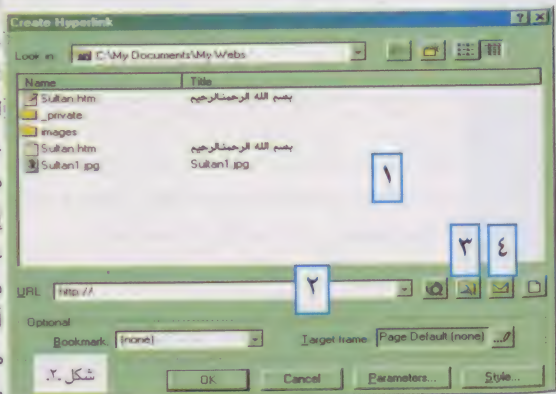 Create Hyperlink
Look in: C:\My Documents\My Webs
Name Title
Sultan.htm بسم الله الرحمنالرحيم
_private
images
Sultan.htm بسم الله الرحمنالرحيم
Sultan1.jpg Sultan1.jpg
١
٣ ٤
URL: http://
٢
Optional
Bookmark: (none) Target frame: Page Default (none)
شكل ـ٢ـ
OK Cancel Parameters... Style...